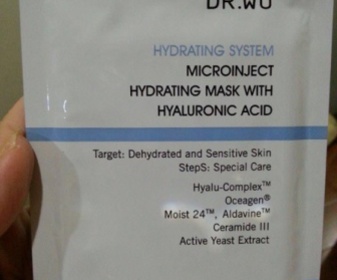 DR.WU
HYDRATING SYSTEM
MICROINJECT
HYDRATING MASK WITH
HYALURONIC ACID
Target: Dehydrated and Sensitive Skin
StepS: Special Care
Hyalu-Complex™
Oceagen®
Moist 24™, Aldavine™
Ceramide III
Active Yeast Extract